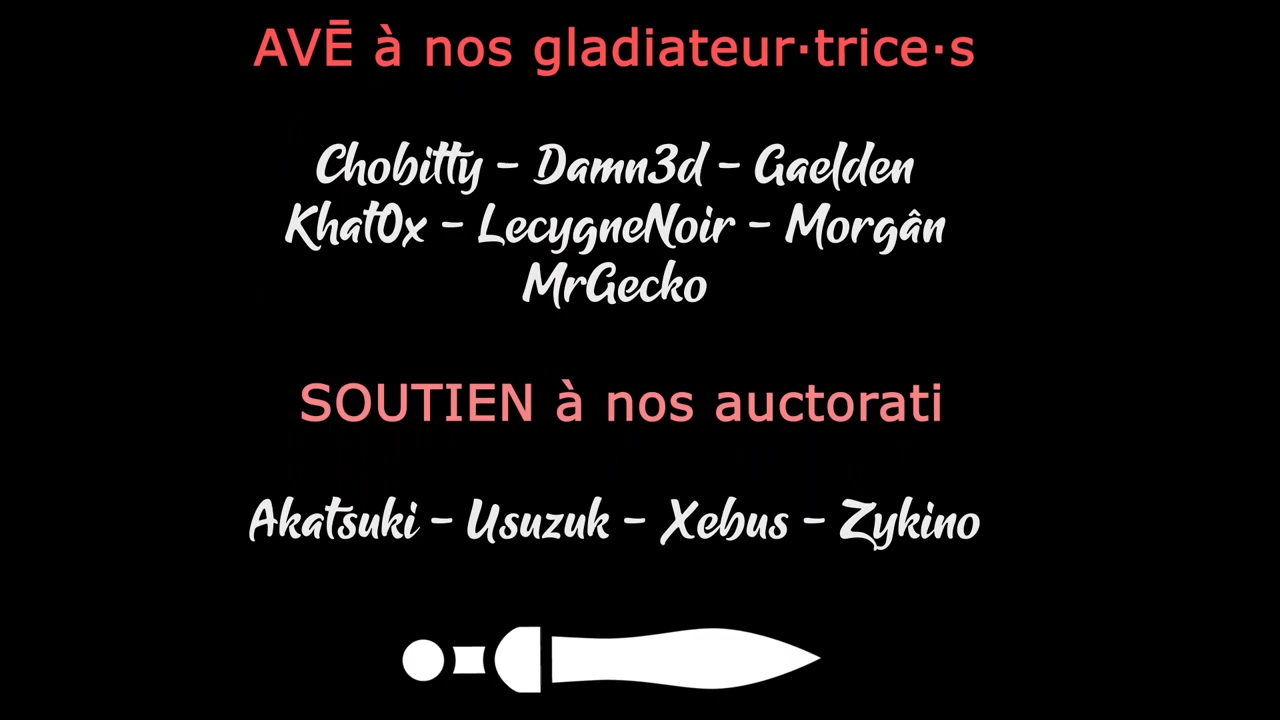 AVĒ à nos gladiateur·trice·s
Chobitty - Damn3d - Gaelden
Khat0x - LecygneNoir - Morgân
MrGecko
SOUTIEN à nos auctorati
Akatsuki - Usuzuk - Xebus - Zykino